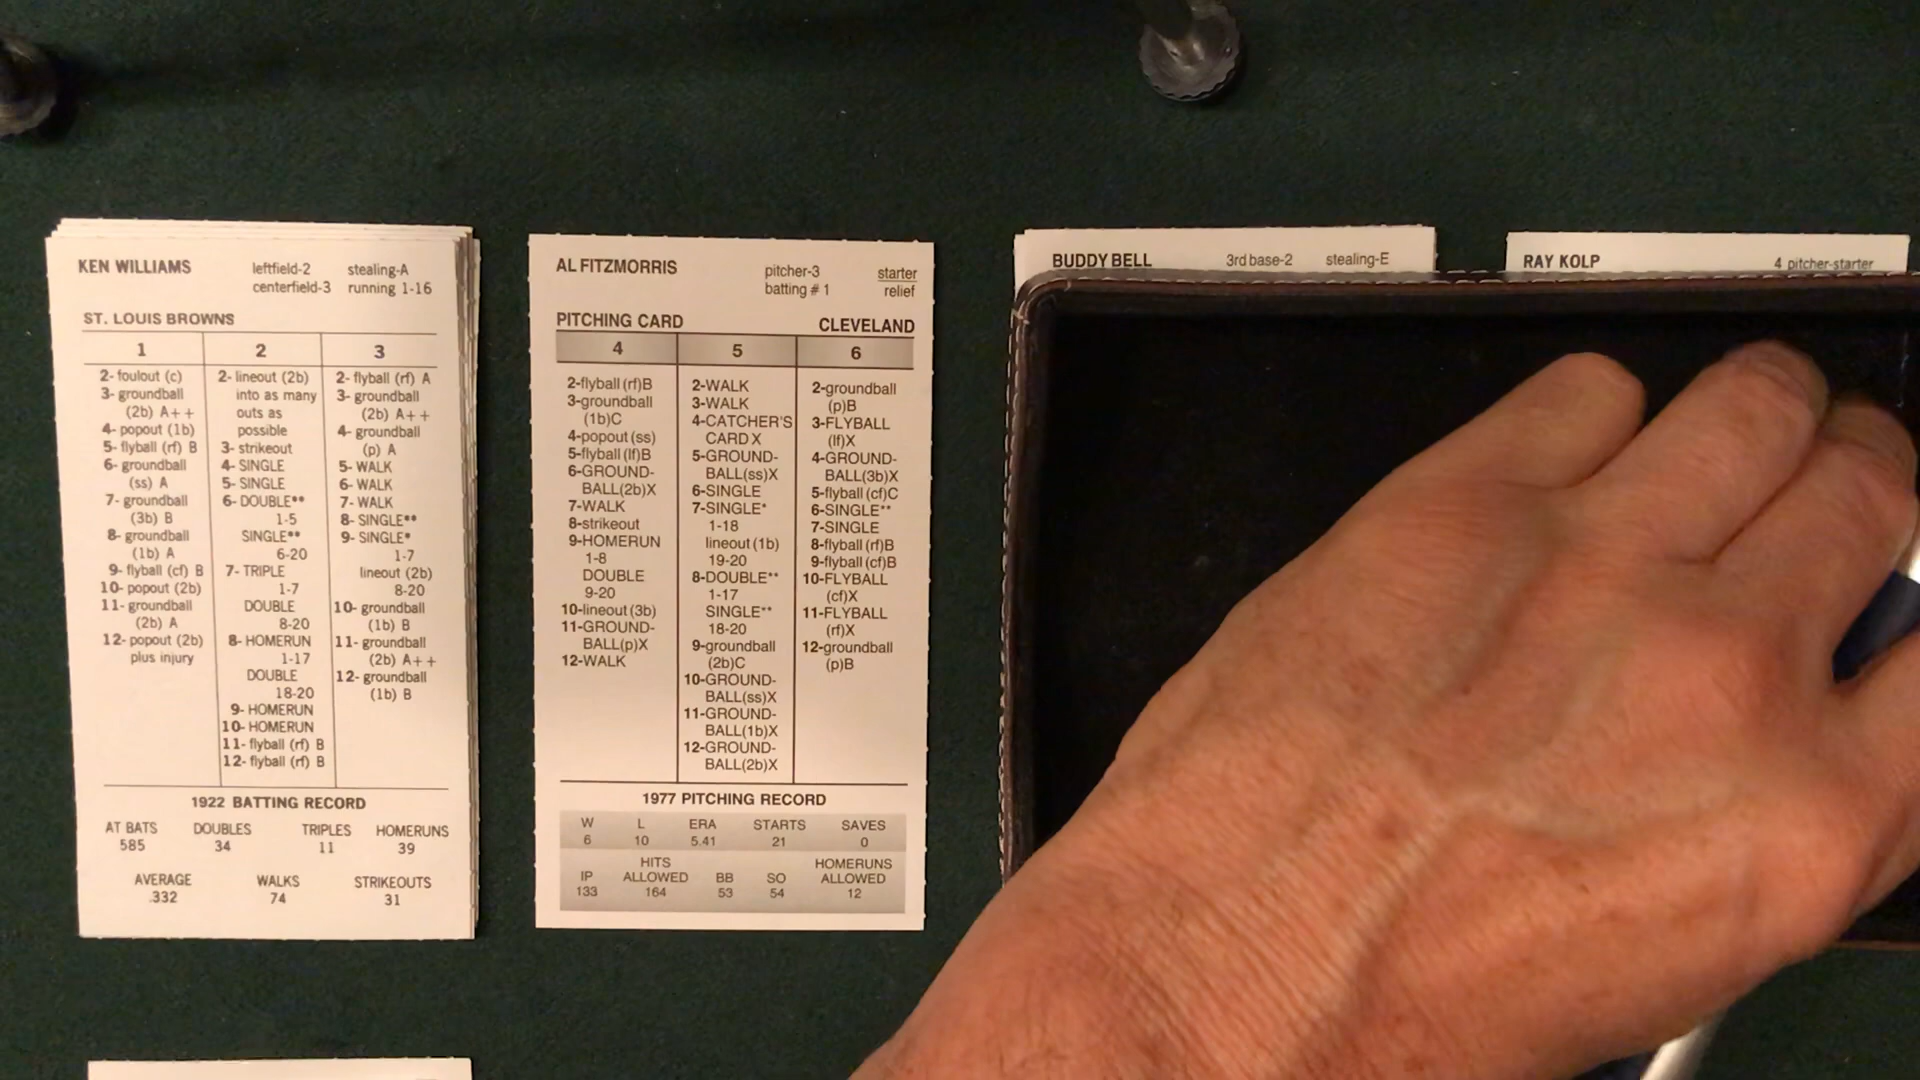 KEN WILLIAMS
leftfield-2 stealing-A
centerfield-3 running 1-16
ST. LOUIS BROWNS
1 2 3
2- foulout (c)
3- groundball
(2b) A++
4- popout (1b)
5- flyball (rf) B
6- groundball
(ss) A
7- groundball
(3b) B
8- groundball
(1b) A
9- flyball (cf) B
10- popout (2b)
11- groundball
(2b) A
12- popout (2b)
plus injury
2- lineout (2b)
into as many
outs as
possible
3- strikeout
4- SINGLE
5- SINGLE
6- DOUBLE**
1-5
SINGLE**
6-20
7- TRIPLE
1-7
DOUBLE
8-20
8- HOMERUN
1-17
DOUBLE
18-20
9- HOMERUN
10- HOMERUN
11- flyball (rf) B
12- flyball (rf) B
2- flyball (rf) A
3- groundball
(2b) A++
4- groundball
(p) A
5- WALK
6- WALK
7- WALK
8- SINGLE**
9- SINGLE*
1-7
lineout (2b)
8-20
10- groundball
(1b) B
11- groundball
(2b) A++
12- groundball
(1b) B
1922 BATTING RECORD
AT BATS DOUBLES TRIPLES HOMERUNS
585 34 11 39
AVERAGE WALKS STRIKEOUTS
.332 74 31
AL FITZMORRIS
pitcher-3 starter
batting # 1 relief
PITCHING CARD CLEVELAND
4 5 6
2-flyball (rf)B
3-groundball
(1b)C
4-popout (ss)
5-flyball (lf)B
6-GROUND-
BALL(2b)X
7-WALK
8-strikeout
9-HOMERUN
1-8
DOUBLE
9-20
10-lineout (3b)
11-GROUND-
BALL(p)X
12-WALK
2-WALK
3-WALK
4-CATCHER'S
CARD X
5-GROUND-
BALL(ss)X
6-SINGLE
7-SINGLE*
1-18
lineout (1b)
19-20
8-DOUBLE**
1-17
SINGLE**
18-20
9-groundball
(2b)C
10-GROUND-
BALL(ss)X
11-GROUND-
BALL(1b)X
12-GROUND-
BALL(2b)X
2-groundball
(p)B
3-FLYBALL
(lf)X
4-GROUND-
BALL(3b)X
5-flyball (cf)C
6-SINGLE**
7-SINGLE
8-flyball (rf)B
9-flyball (cf)B
10-FLYBALL
(cf)X
11-FLYBALL
(rf)X
12-groundball
(p)B
1977 PITCHING RECORD
W L ERA STARTS SAVES
6 10 5.41 21 0
IP HITS ALLOWED BB SO HOMERUNS ALLOWED
133 164 53 54 12
BUDDY BELL 3rd base-2 stealing-E
RAY KOLP 4 pitcher-starter